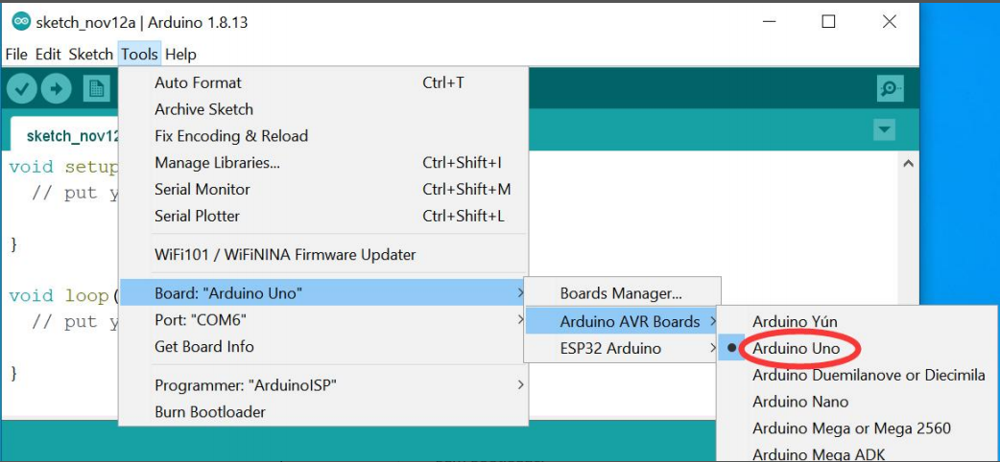 sketch_nov12a | Arduino 1.8.13
File Edit Sketch Tools Help
sketch_nov12
Auto Format Ctrl+T
Archive Sketch
Fix Encoding & Reload
Manage Libraries... Ctrl+Shift+I
Serial Monitor Ctrl+Shift+M
Serial Plotter Ctrl+Shift+L
WiFi101 / WiFiNINA Firmware Updater
Board: "Arduino Uno"
Port: "COM6"
Get Board Info
Programmer: "ArduinoISP"
Burn Bootloader
void setup
// put y
}
void loop(
// put y
}
Boards Manager...
Arduino AVR Boards
ESP32 Arduino
Arduino Yún
Arduino Uno
Arduino Duemilanove or Diecimila
Arduino Nano
Arduino Mega or Mega 2560
Arduino Mega ADK